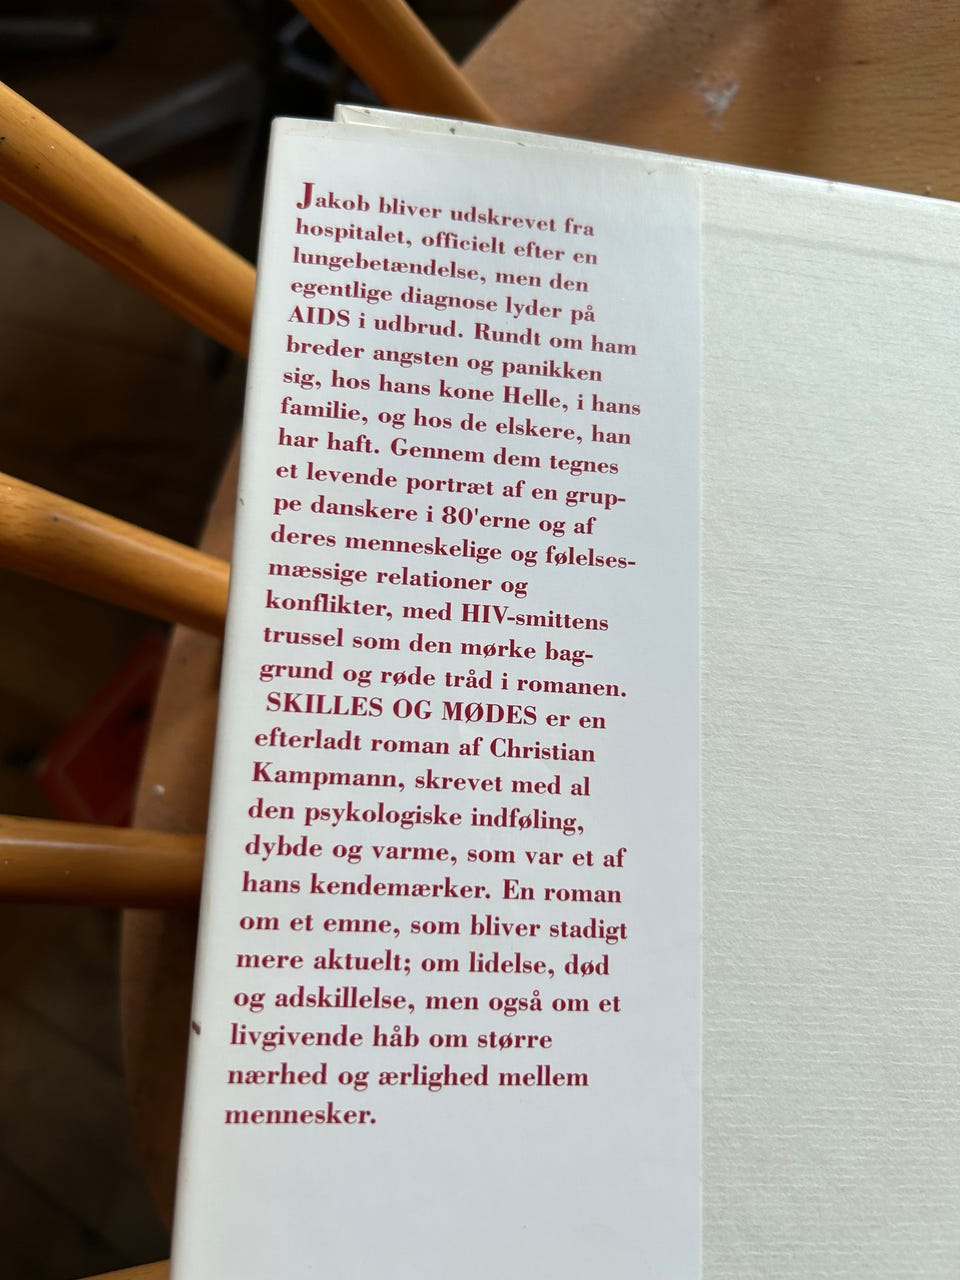 Jakob bliver udskrevet fra
hospitalet, officielt efter en
lungebetændelse, men den
egentlige diagnose lyder på
AIDS i udbrud. Rundt om ham
breder angsten og panikken
sig, hos hans kone Helle, i hans
familie, og hos de elskere, han
har haft. Gennem dem tegnes
et levende portræt af en grup-
pe danskere i 80'erne og af
deres menneskelige og følelses-
mæssige relationer og
konflikter, med HIV-smittens
trussel som den mørke bag-
grund og røde tråd i romanen.
SKILLES OG MØDES er en
efterladt roman af Christian
Kampmann, skrevet med al
den psykologiske indføling,
dybde og varme, som var et af
hans kendemærker. En roman
om et emne, som bliver stadigt
mere aktuelt; om lidelse, død
og adskillelse, men også om et
livgivende håb om større
nærhed og ærlighed mellem
mennesker.